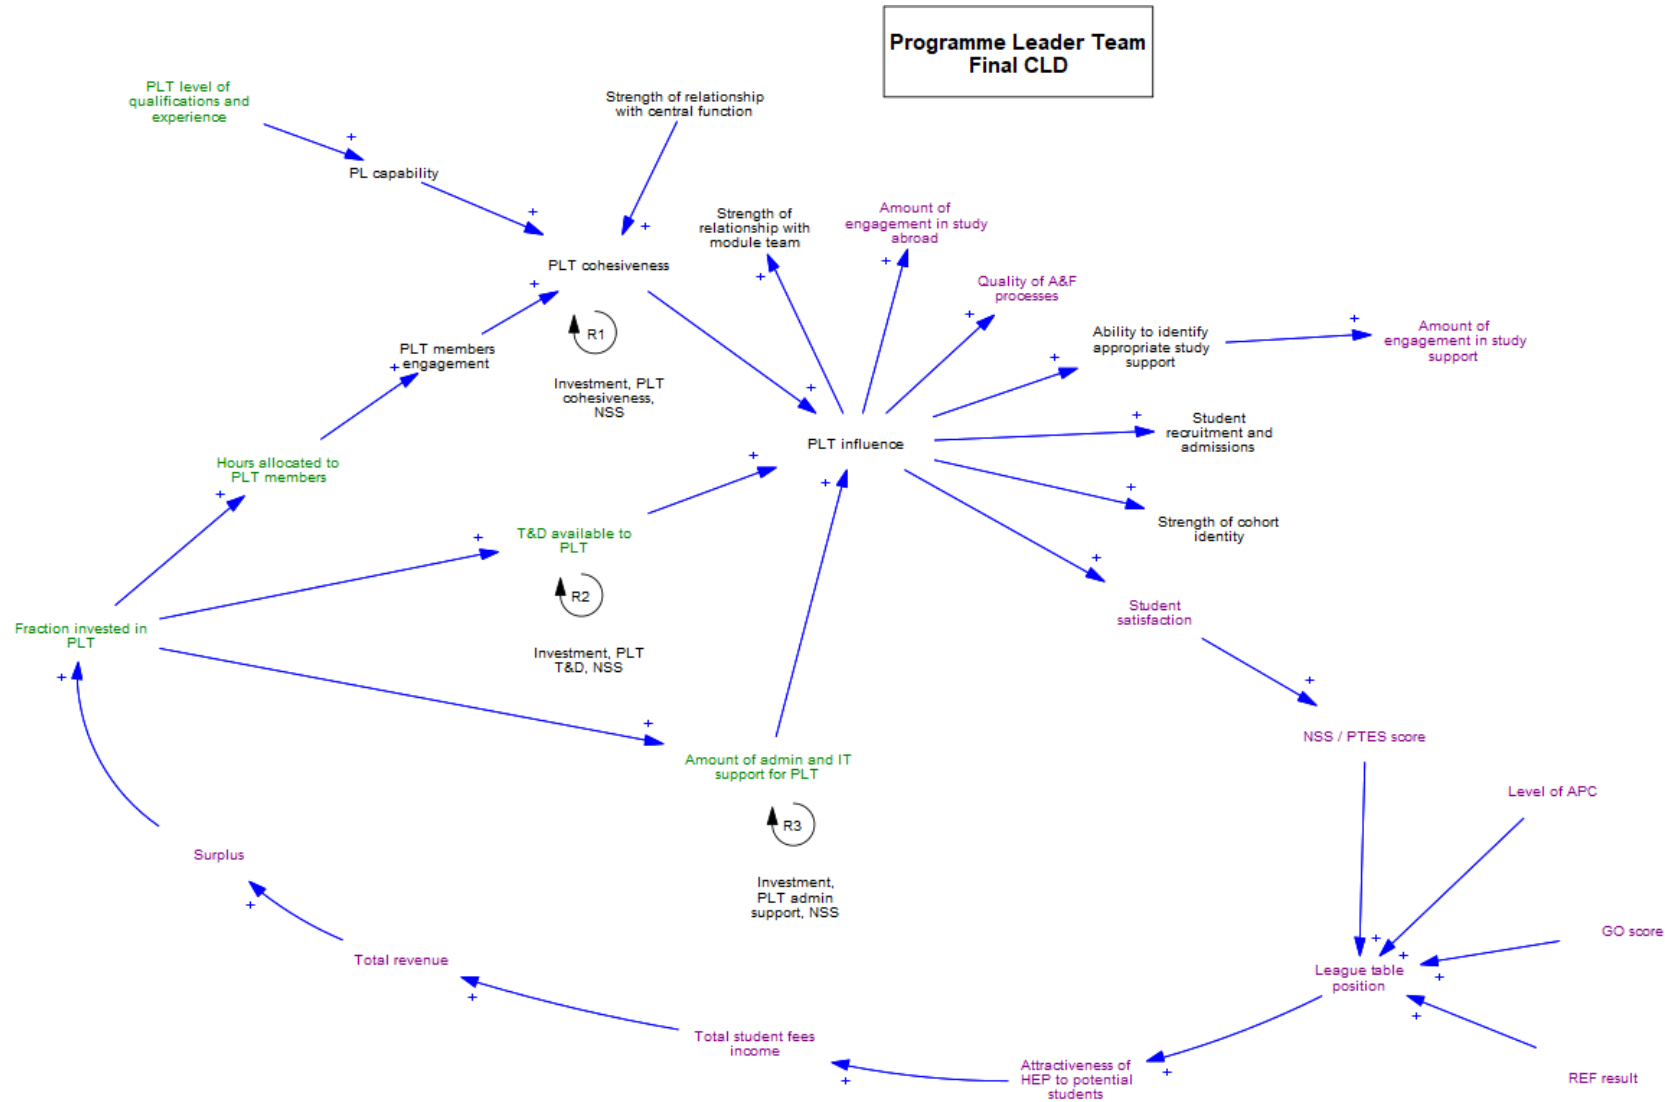 Programme Leader Team
Final CLD
PLT level of
qualifications and
experience
Strength of relationship
with central function
+
PL capability
+
+
Strength of
relationship with
module team
Amount of
engagement in study
abroad
PLT cohesiveness
+
+
+
Quality of A&F
processes
+
R1
Ability to identify
appropriate study
support
+
Amount of
engagement in study
support
PLT members
engagement
+
+
Investment, PLT
cohesiveness,
NSS
+
+
Student
recruitment and
admissions
PLT influence
Hours allocated to
PLT members
+
+
+
+
Strength of cohort
identity
T&D available to
PLT
+
+
R2
Student
satisfaction
Fraction invested in
PLT
Investment, PLT
T&D, NSS
+
+
+
NSS / PTES score
Amount of admin and IT
support for PLT
Level of APC
R3
Surplus
Investment,
PLT admin
support, NSS
+
GO score
+
+
Total revenue
League table
position
+
+
+
Total student fees
income
Attractiveness of
HEP to potential
students
+
+
REF result